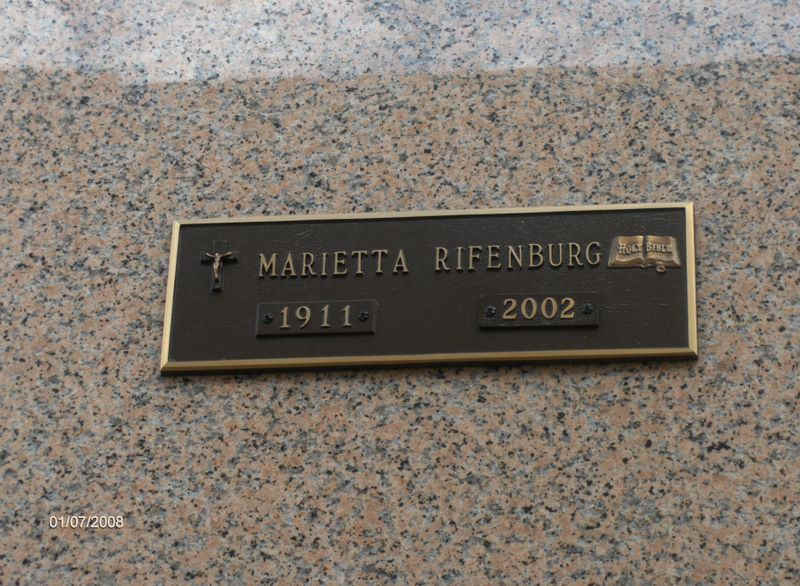 MARIETTA RIFENBURG
HOLY BIBLE
1911 2002
01/07/2008